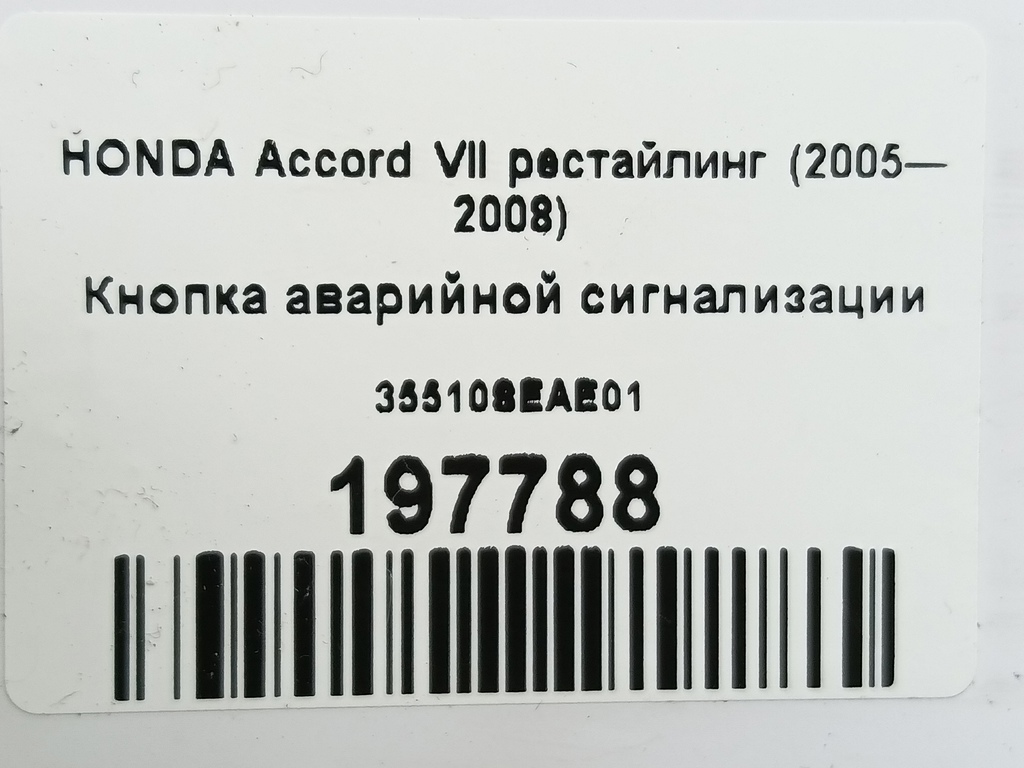 HONDA Accord VII рестайлинг (2005—
2008)
Кнопка аварийной сигнализации
35510SEAE01
197788